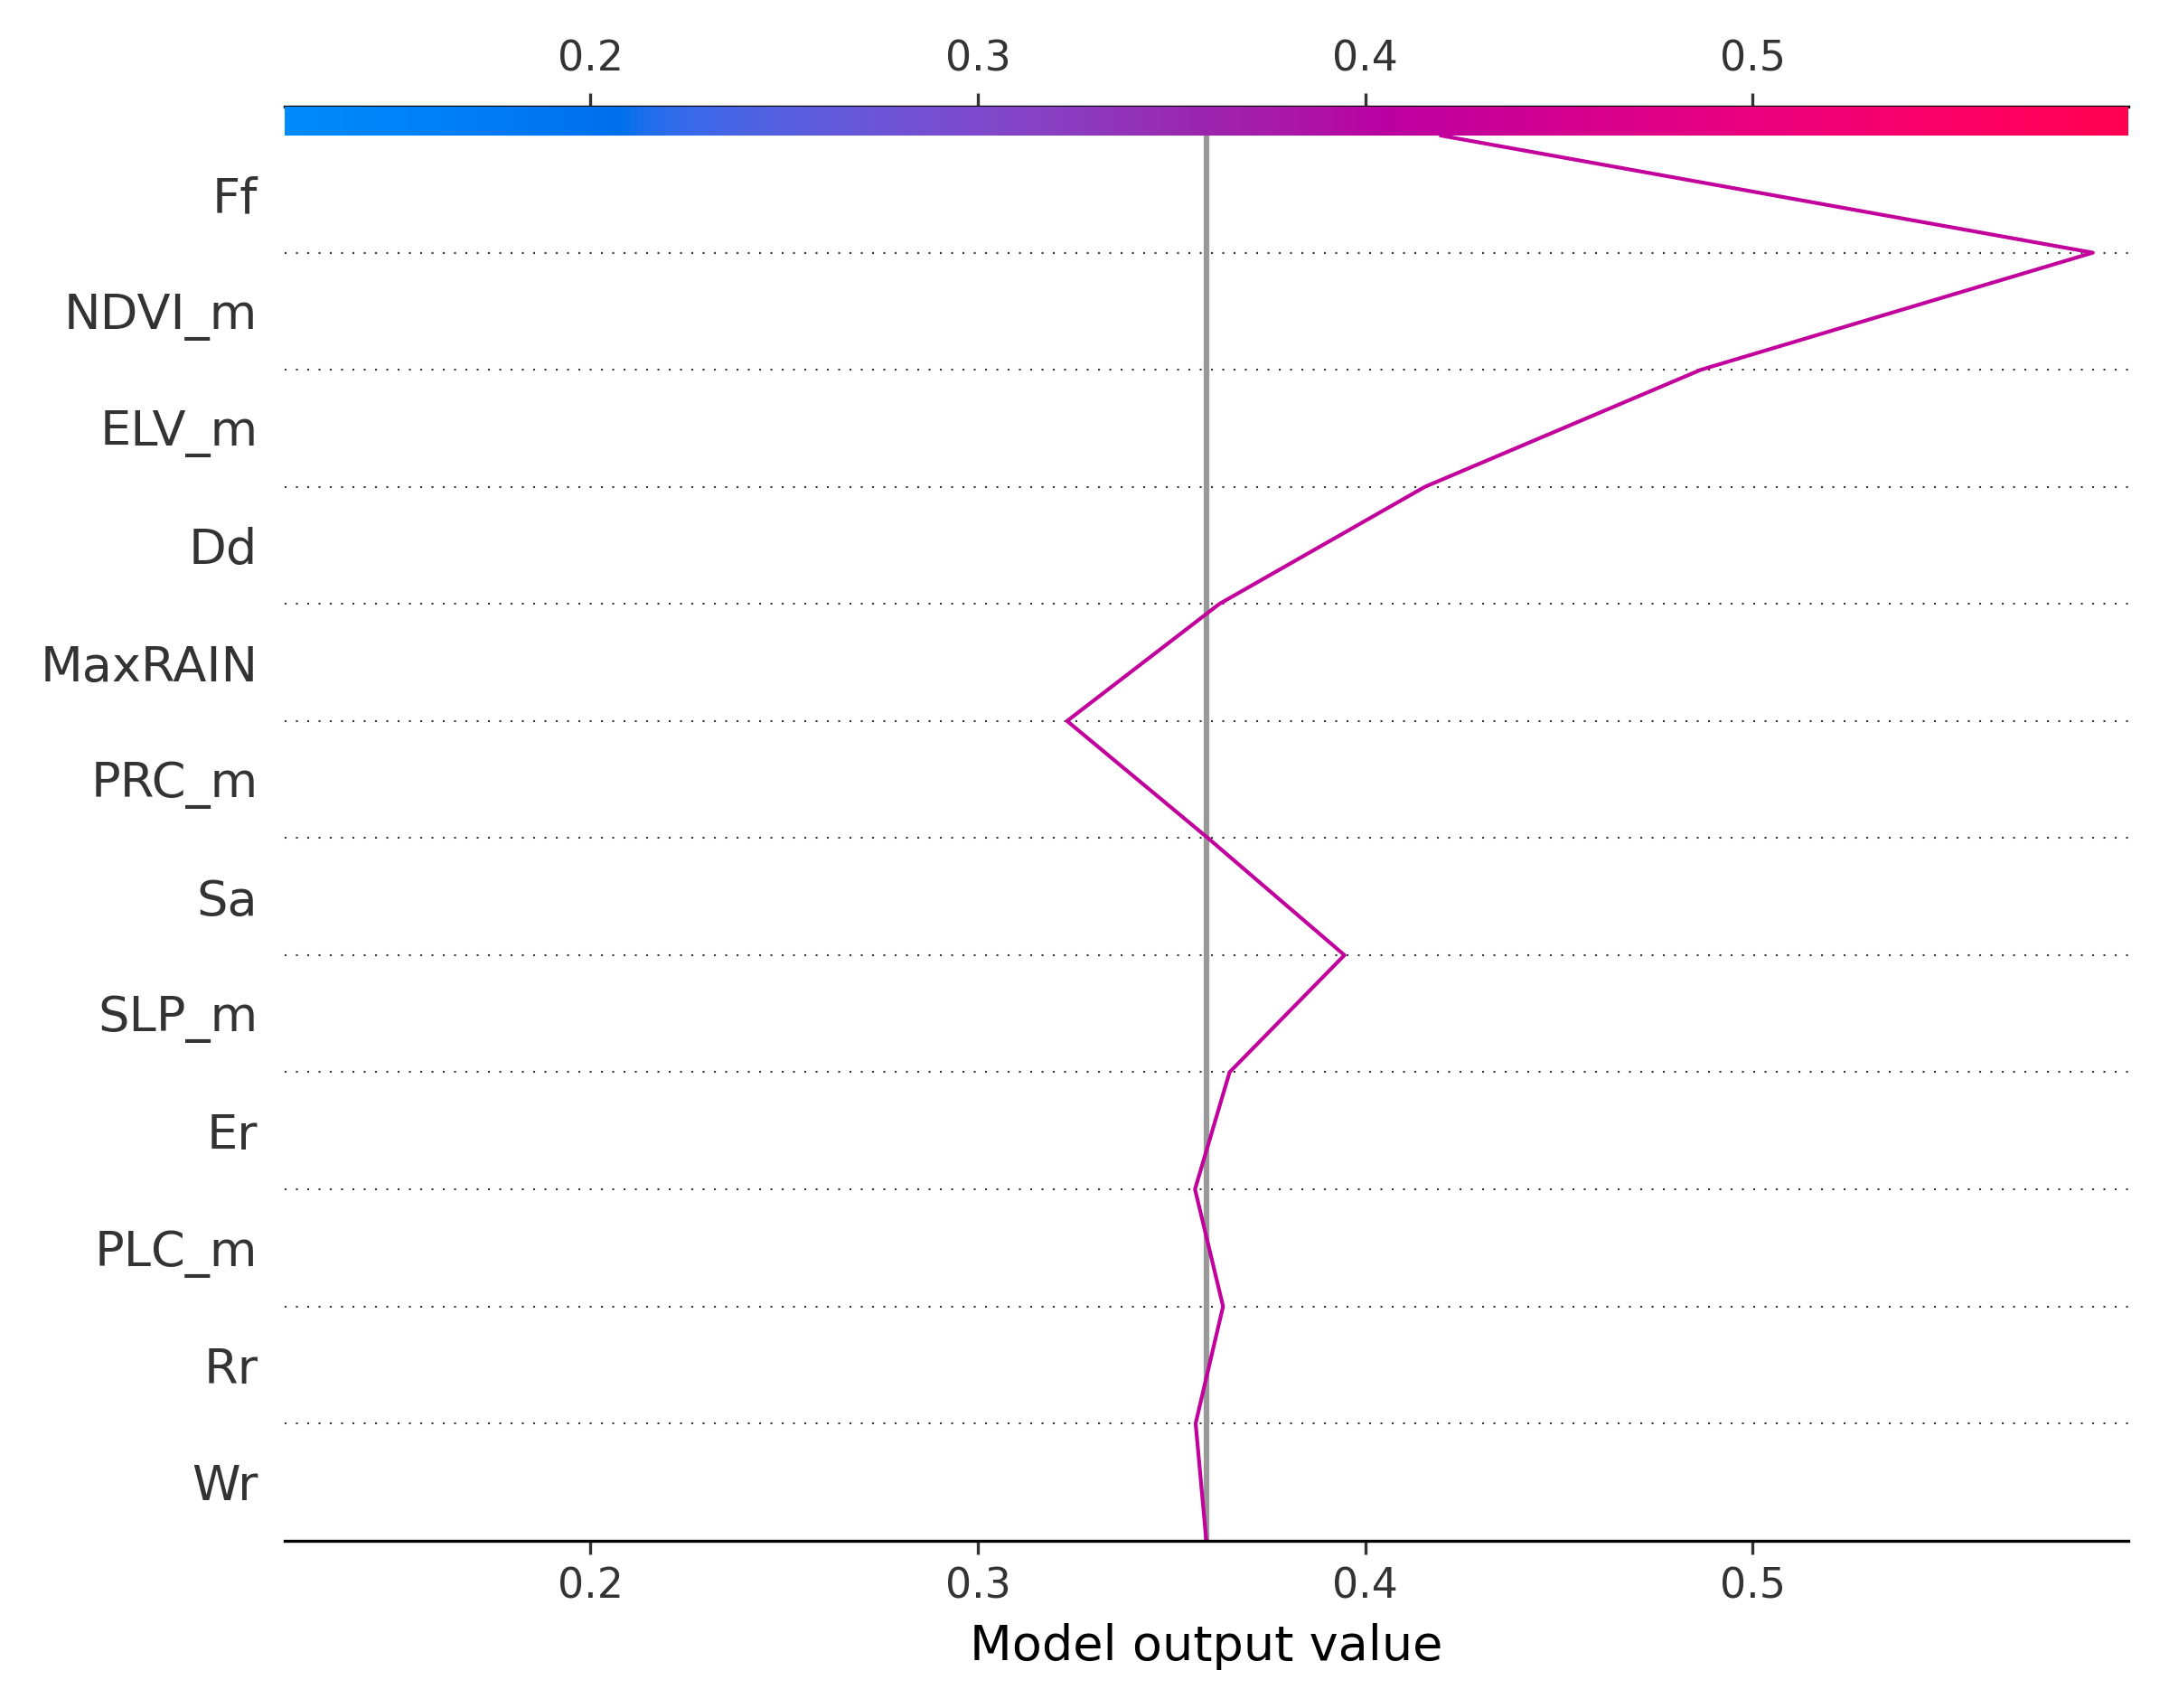 0.2 0.3 0.4 0.5
Ff
NDVI_m
ELV_m
Dd
MaxRAIN
PRC_m
Sa
SLP_m
Er
PLC_m
Rr
Wr
0.2 0.3 0.4 0.5
Model output value